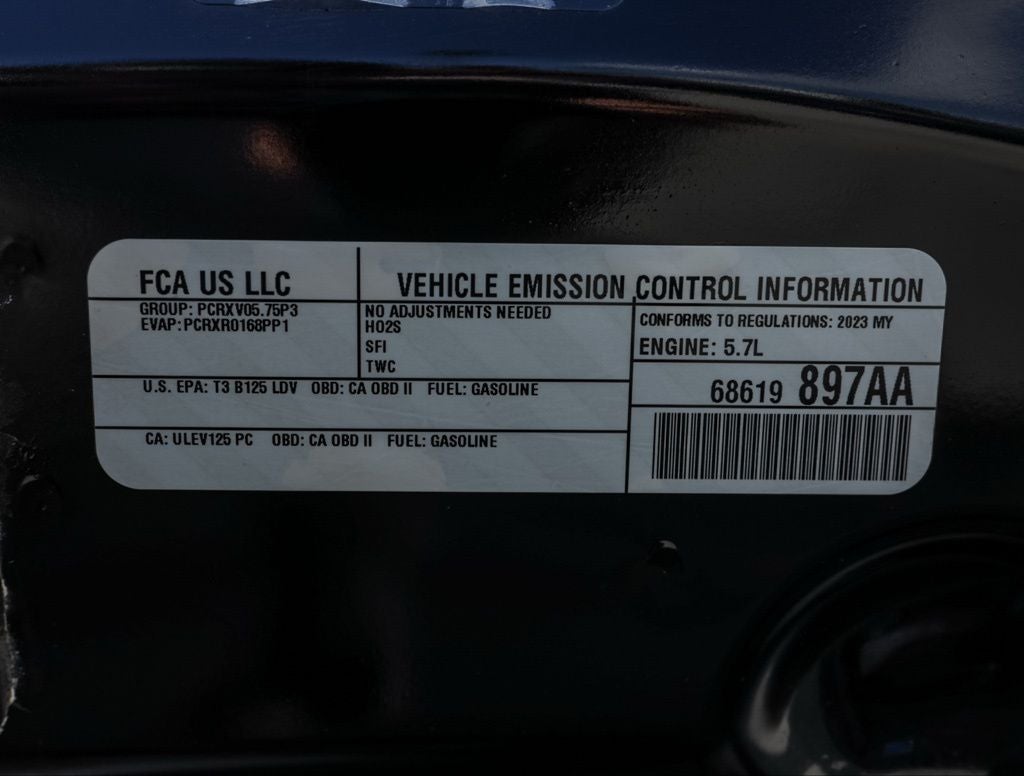 FCA US LLC
VEHICLE EMISSION CONTROL INFORMATION
GROUP: PCRXV05.75P3
EVAP: PCRXR0168PP1
NO ADJUSTMENTS NEEDED
HO2S
SFI
TWC
CONFORMS TO REGULATIONS: 2023 MY
ENGINE: 5.7L
68619 897AA
U.S. EPA: T3 B125 LDV OBD: CA OBD II FUEL: GASOLINE
CA: ULEV125 PC OBD: CA OBD II FUEL: GASOLINE